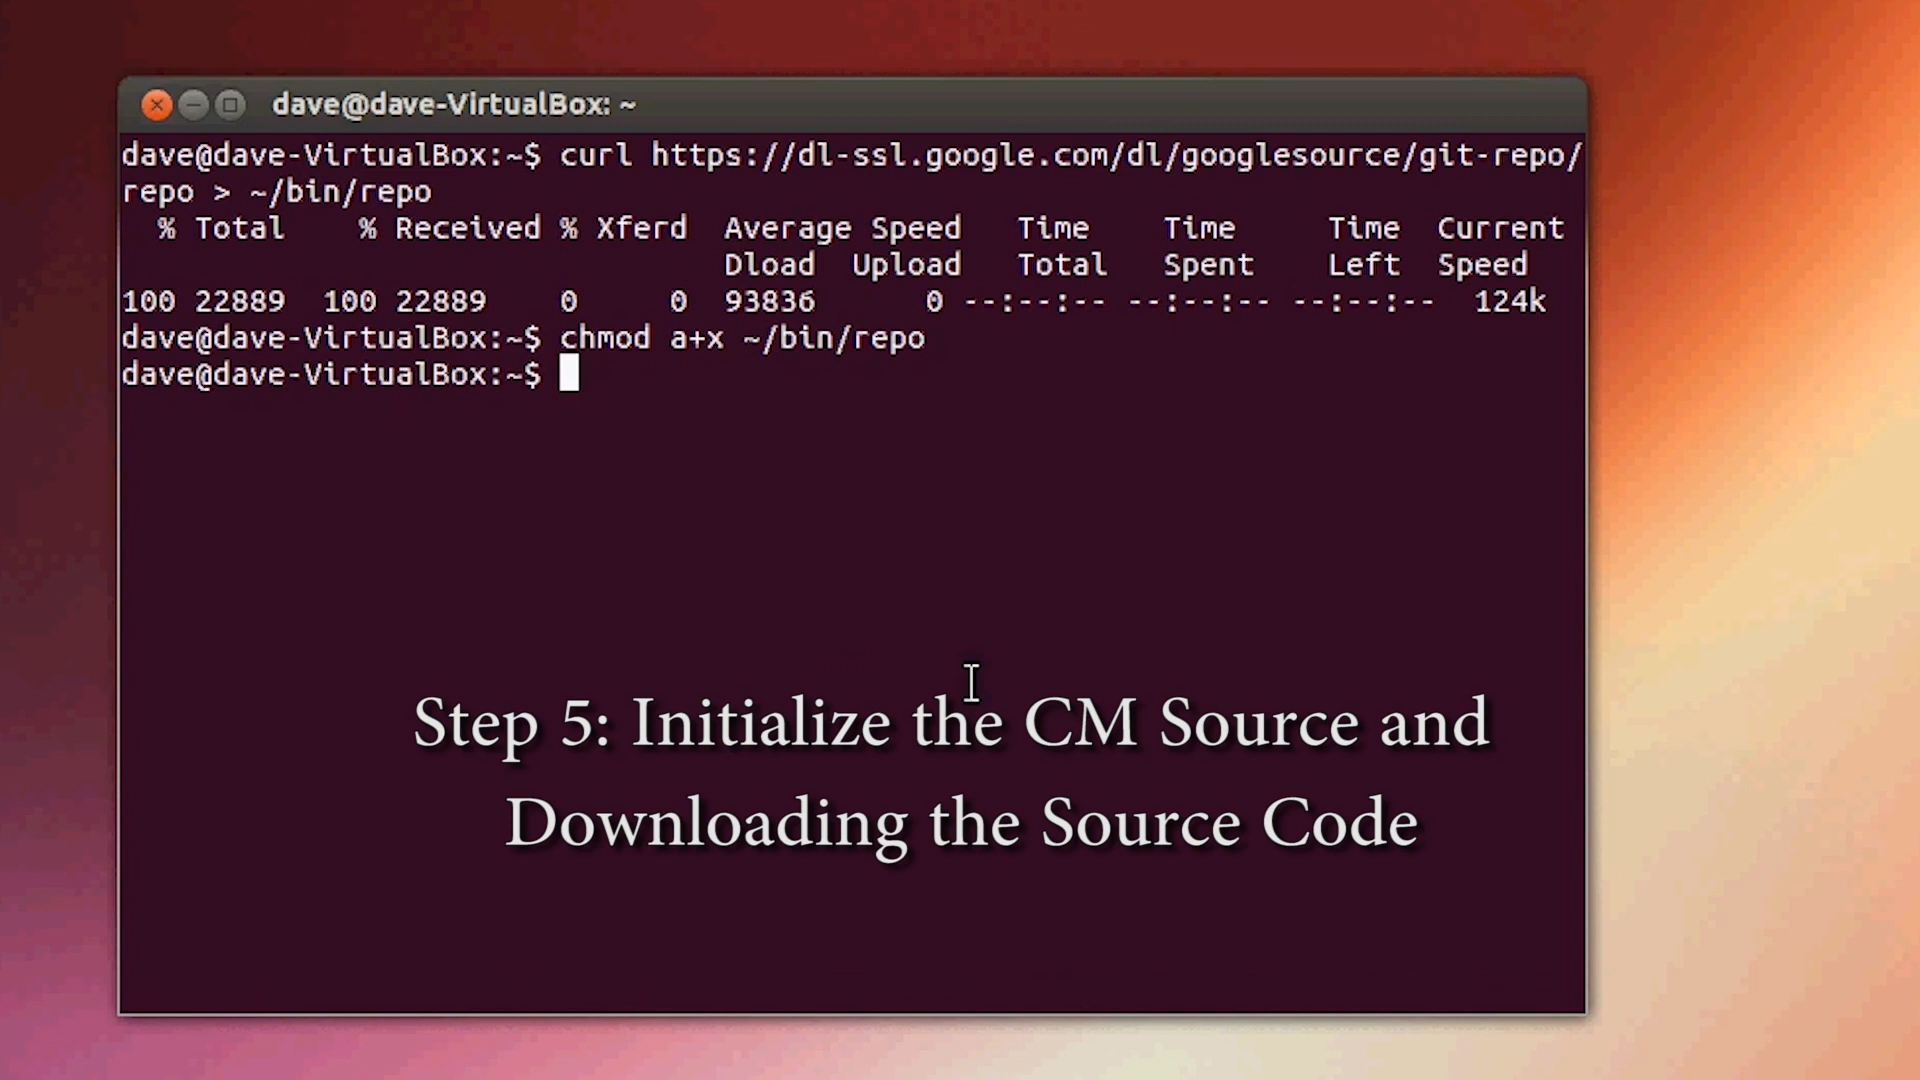 dave@dave-VirtualBox: ~
dave@dave-VirtualBox:~$ curl https://dl-ssl.google.com/dl/googlesource/git-repo/
repo > ~/bin/repo
% Total % Received % Xferd Average Speed Time Time Time Current
Dload Upload Total Spent Left Speed
100 22889 100 22889 0 0 93836 0 --:--:-- --:--:-- --:--:-- 124k
dave@dave-VirtualBox:~$ chmod a+x ~/bin/repo
dave@dave-VirtualBox:~$
Step 5: Initialize the CM Source and
Downloading the Source Code